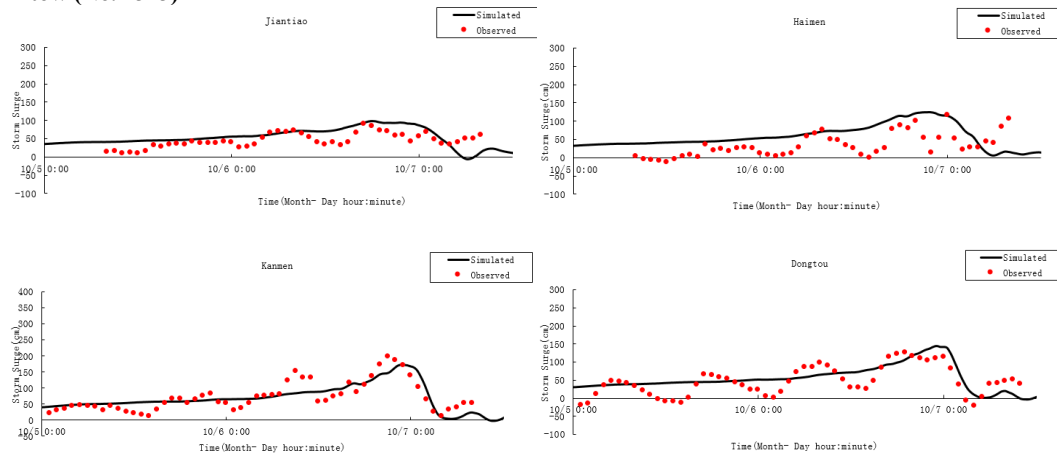 Jiantiao
Simulated
Observed
300
250
200
150
100
50
0
-50
-100
Storm Surge
10/5 0:00
10/6 0:00
10/7 0:00
Time(Month- Day hour:minute)
Haimen
Simulated
Observed
300
250
200
150
100
50
0
-50
-100
Storm Surge(cm)
10/5 0:00
10/6 0:00
10/7 0:00
Time(Month- Day hour:minute)
Kanmen
Simulated
Observed
400
350
300
250
200
150
100
50
0
-50
Storm Surge(cm)
10/5 0:00
10/6 0:00
10/7 0:00
Time(Month- Day hour:minute)
Dongtou
Simulated
Observed
300
250
200
150
100
50
0
-50
-100
Storm Surge(cm)
10/5 0:00
10/6 0:00
10/7 0:00
Time(Month- Day hour:minute)